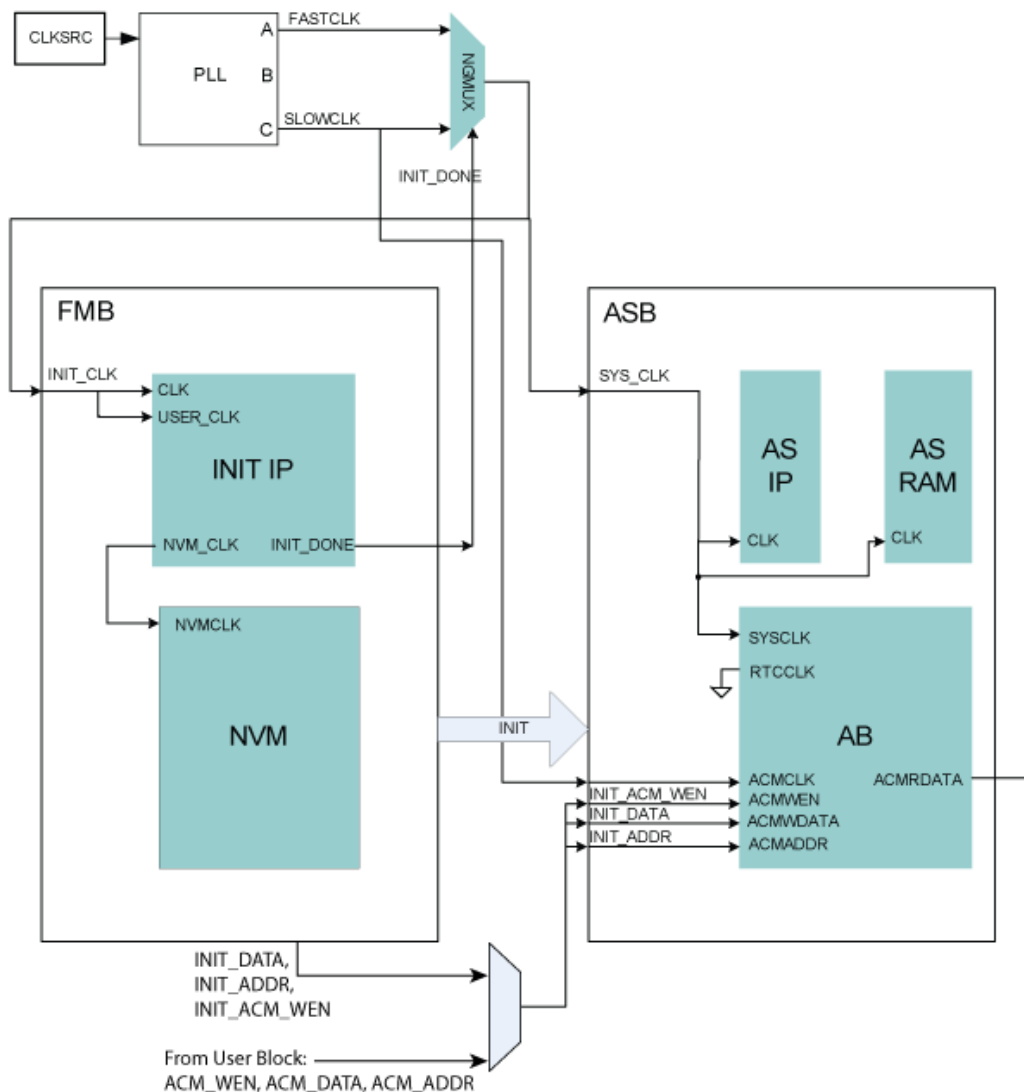 FASTCLK
CLKSRC
A
PLL
B
NGMUX
C
SLOWCLK
INIT_DONE
FMB
ASB
INIT_CLK
CLK
USER_CLK
INIT IP
NVM_CLK
INIT_DONE
SYS_CLK
AS
IP
CLK
AS
RAM
CLK
NVMCLK
NVM
SYSCLK
RTCCLK
AB
INIT
ACMCLK
ACMRDATA
INIT_ACM_WEN
ACMWEN
INIT_DATA
ACMWDATA
INIT_ADDR
ACMADDR
INIT_DATA,
INIT_ADDR,
INIT_ACM_WEN
From User Block:
ACM_WEN, ACM_DATA, ACM_ADDR